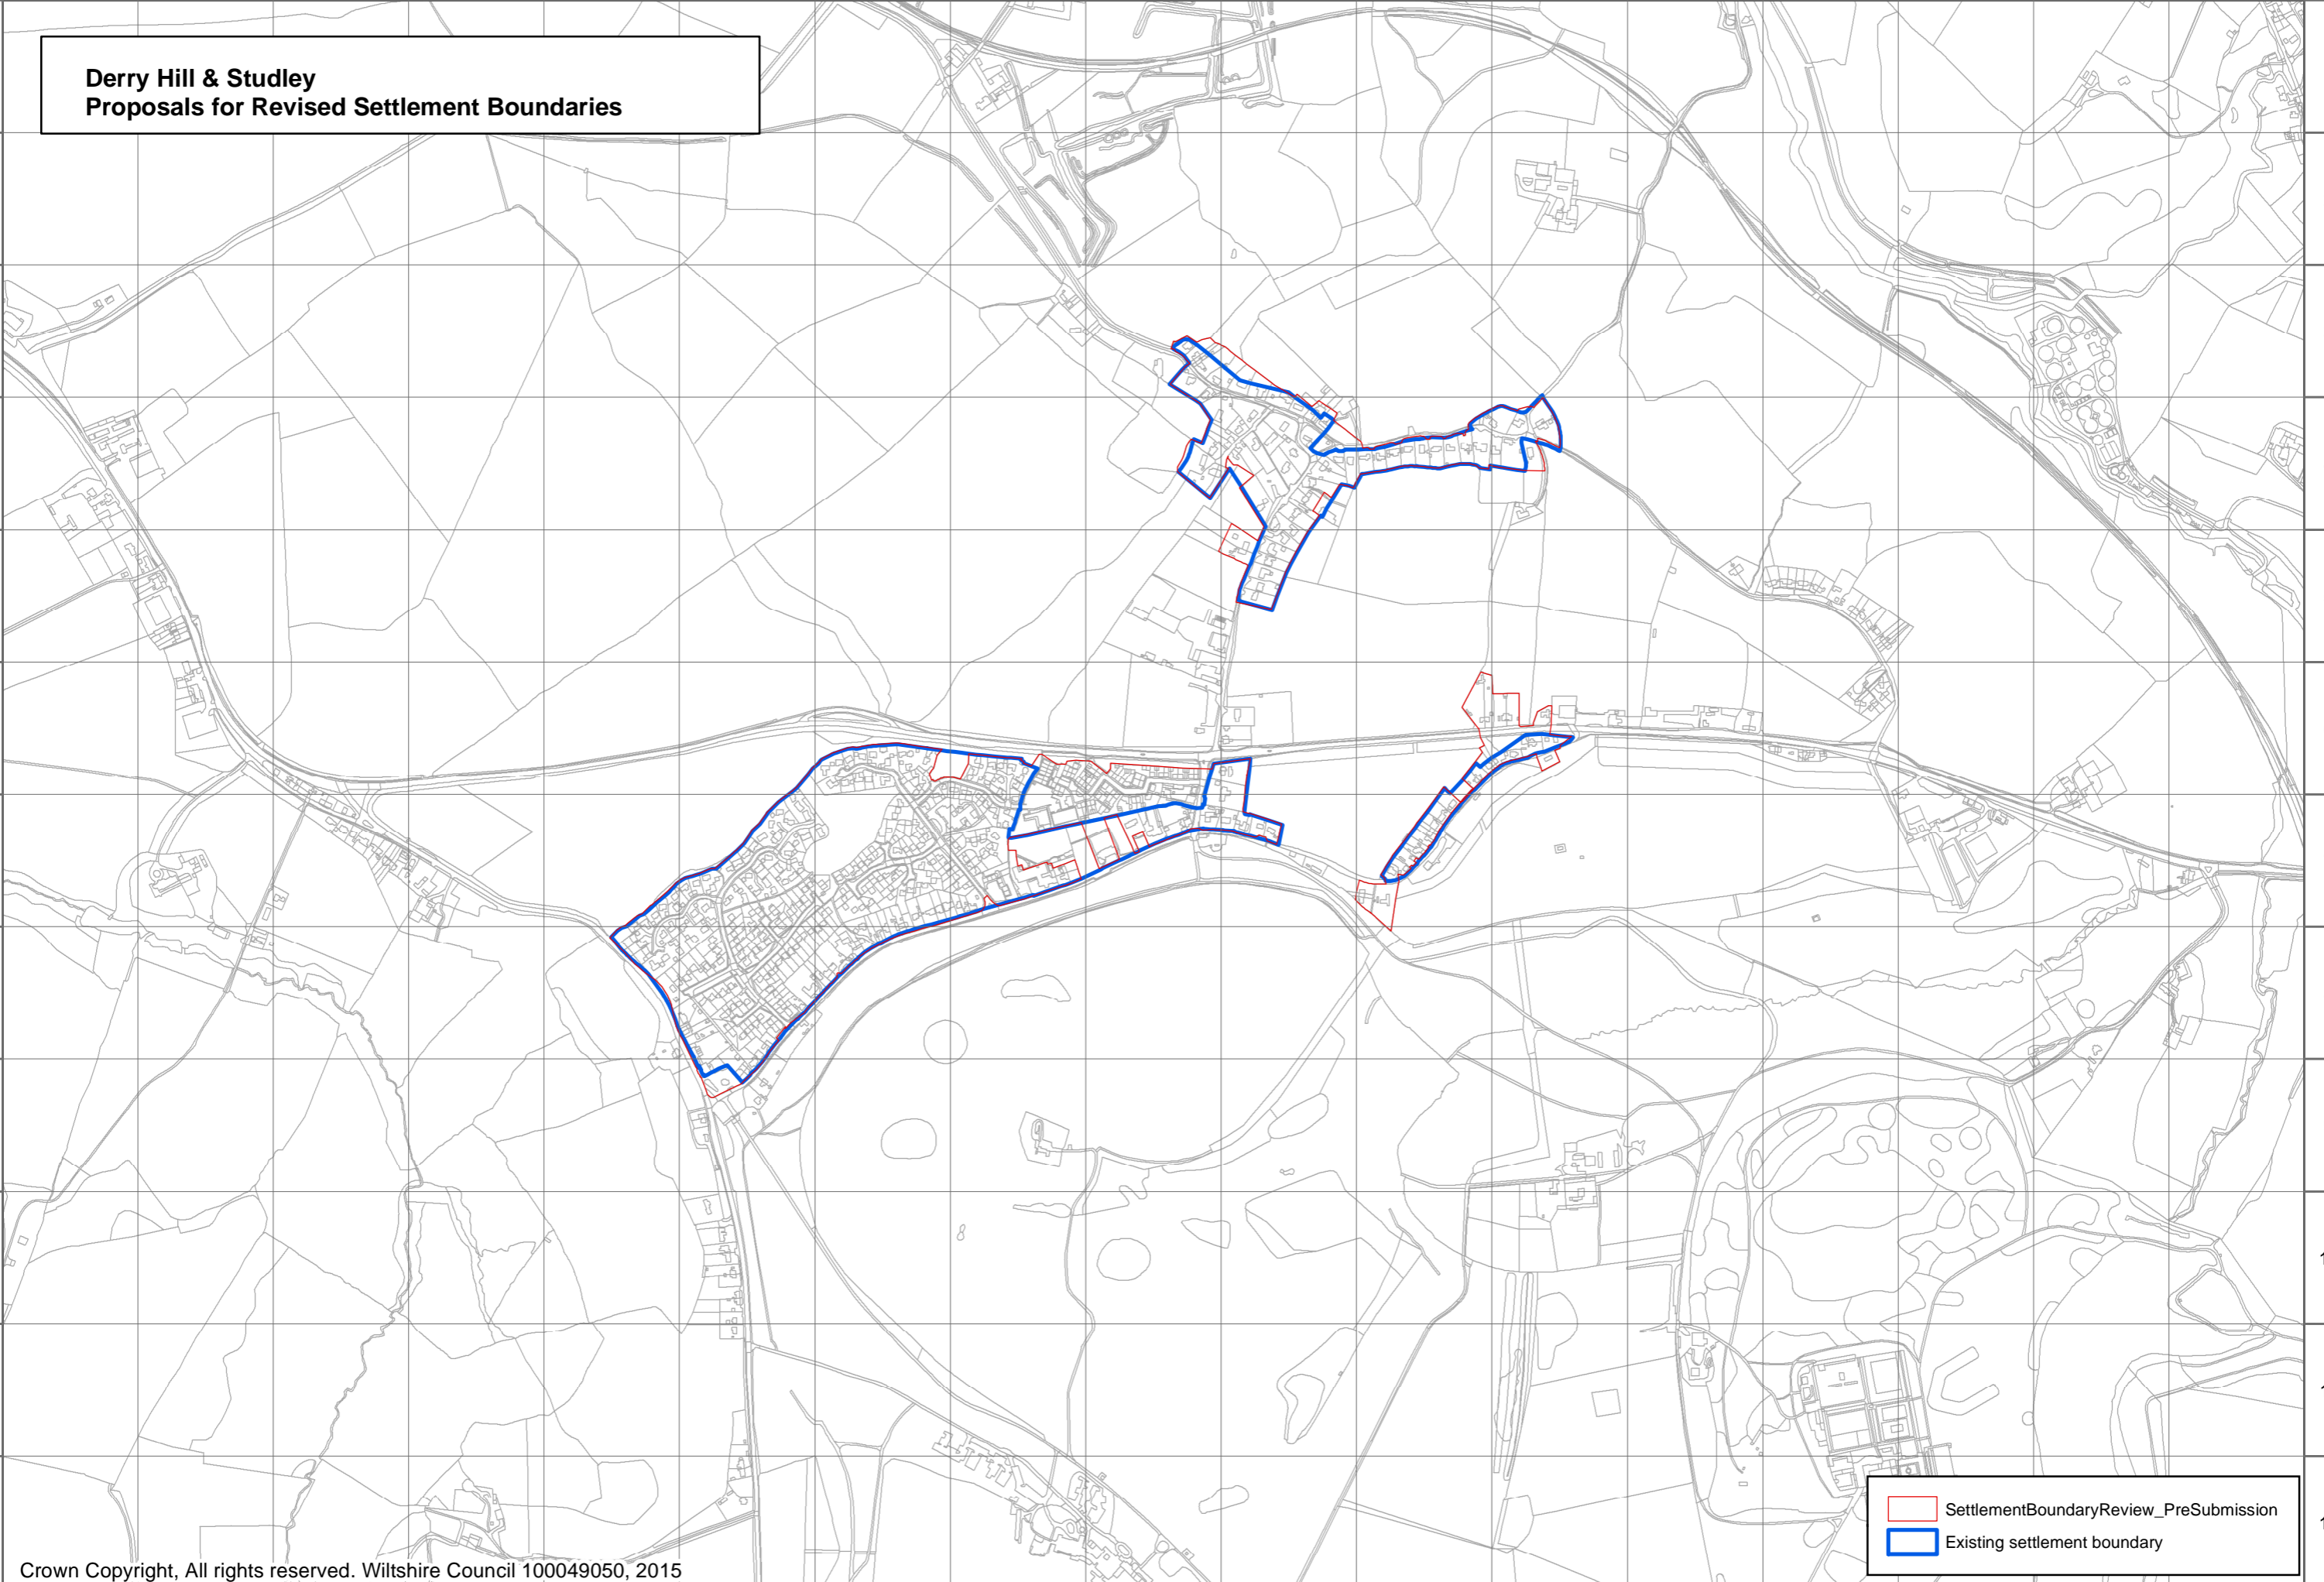 Derry Hill & Studley
Proposals for Revised Settlement Boundaries
SettlementBoundaryReview_PreSubmission
Existing settlement boundary
Crown Copyright, All rights reserved. Wiltshire Council 100049050, 2015